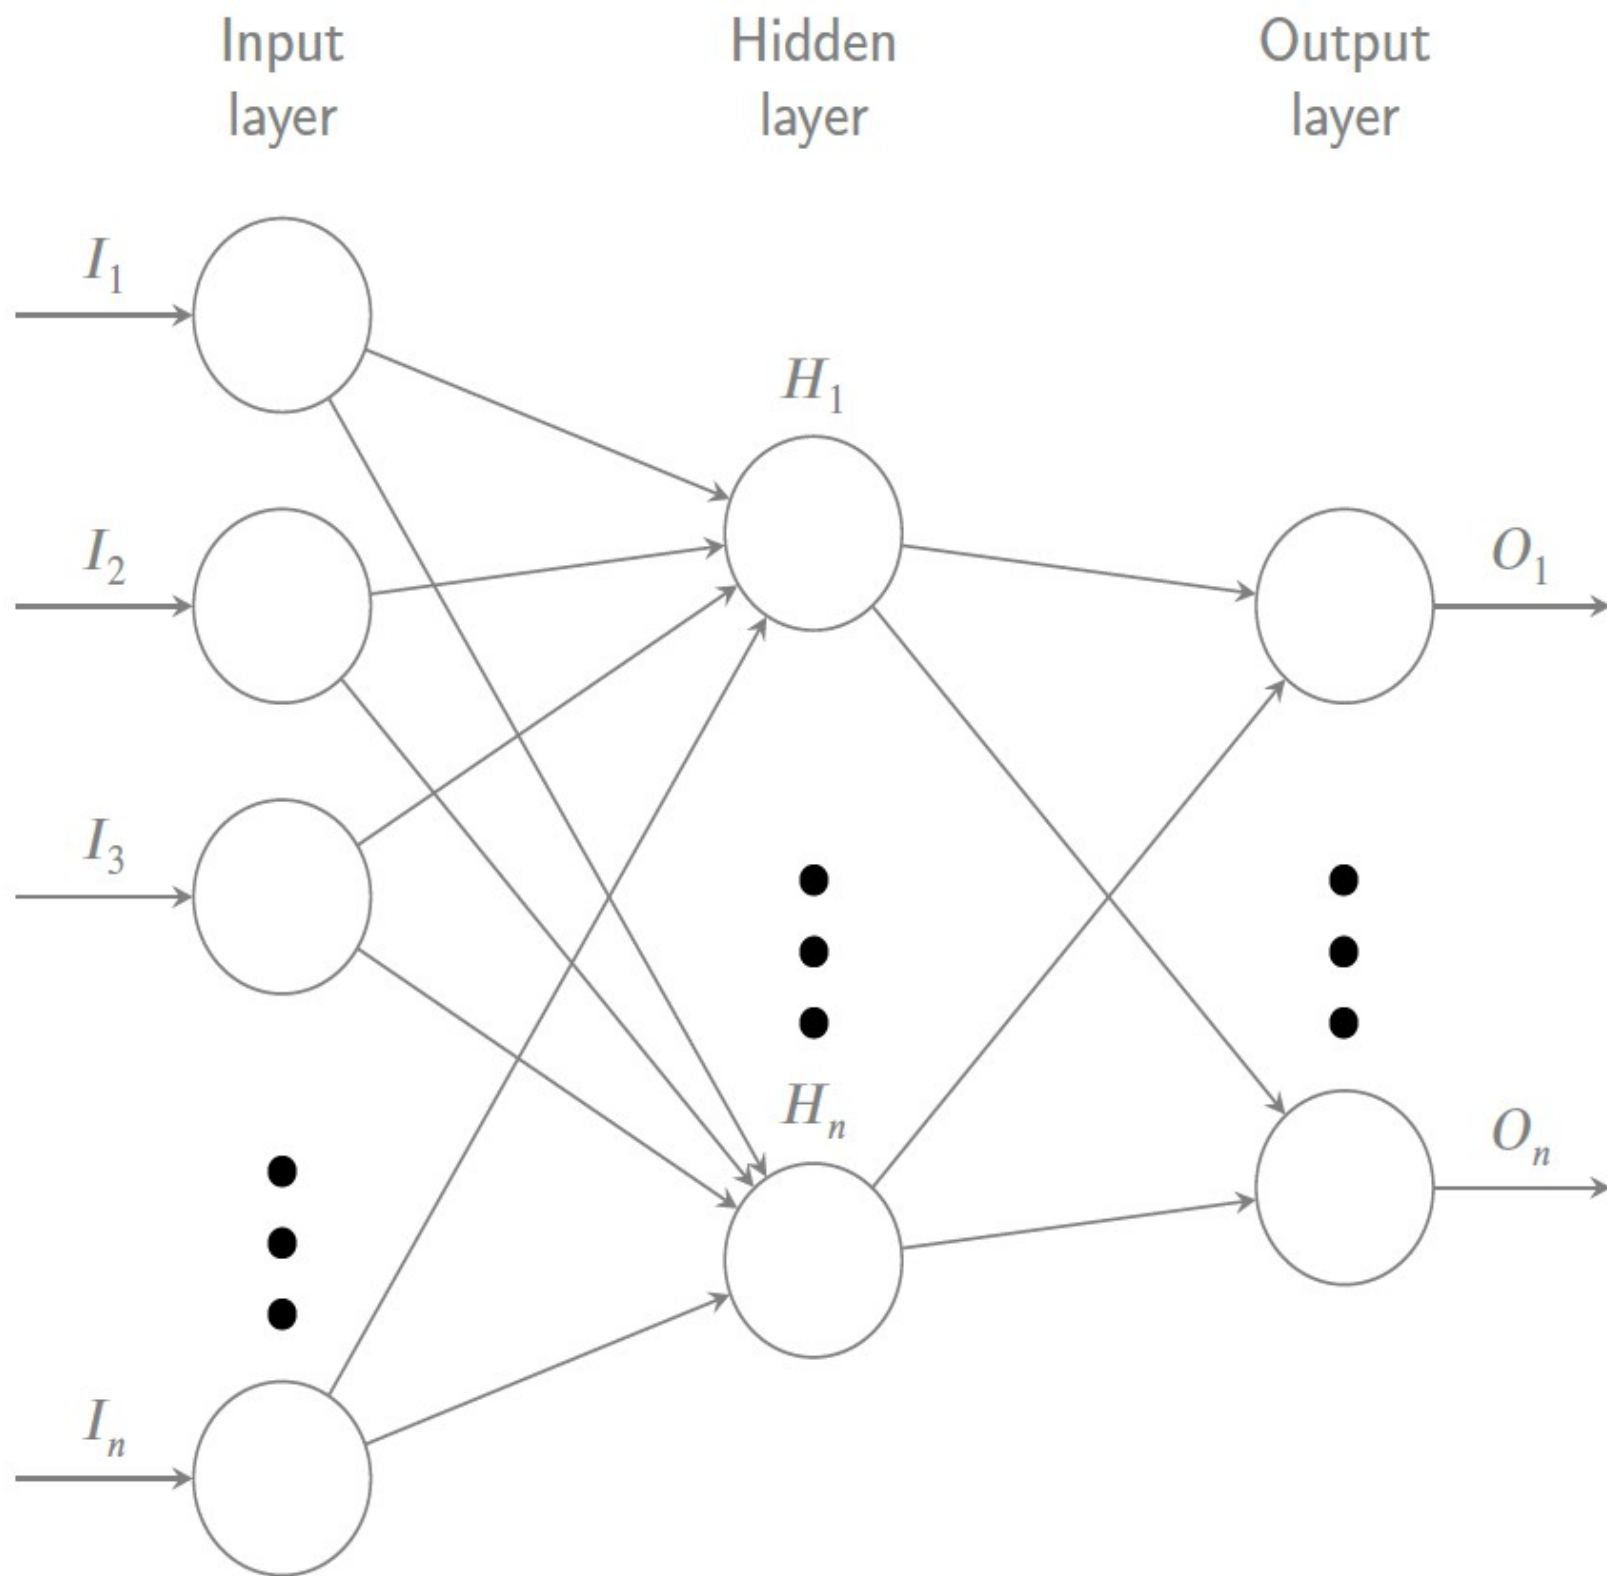 Input
layer
Hidden
layer
Output
layer
I1
I2
I3
In
H1
Hn
O1
On